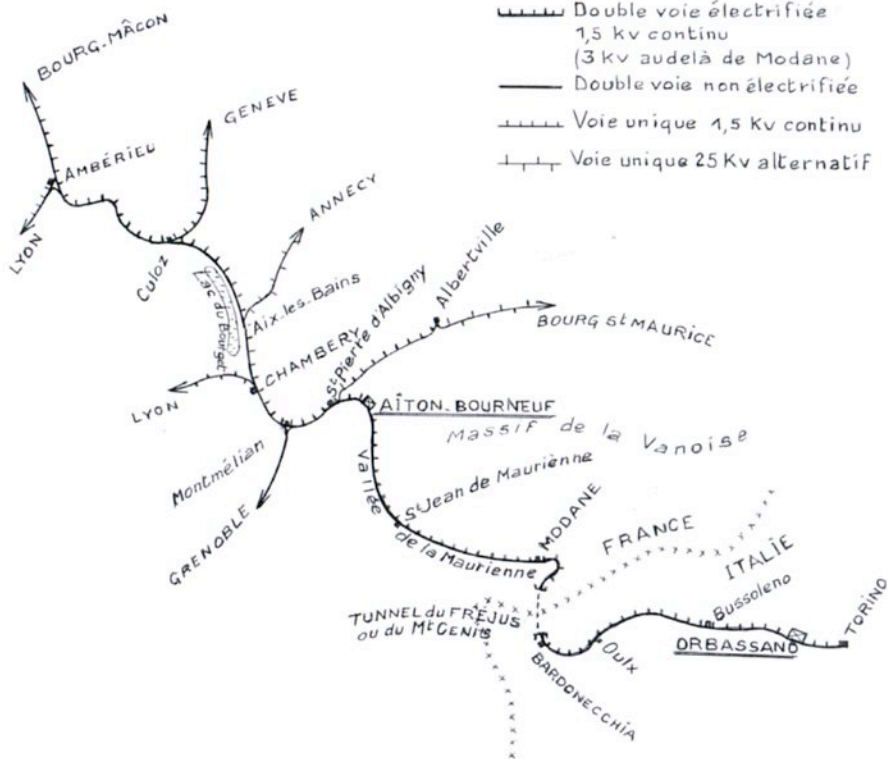 Double voie électrifiée
1,5 kv continu
(3 kv audelà de Modane)
Double voie non électrifiée
Voie unique 1,5 Kv continu
Voie unique 25 Kv alternatif
BOURG-MÂCON
GENEVE
AMBÉRIEU
LYON
ANNECY
Culoz
Lac du Bourget
Aix-les-Bains
St Pierre d'Albigny
Albertville
BOURG St MAURICE
CHAMBERY
LYON
AÎTON-BOURNEUF
Massif de la Vanoise
Montmélian
GRENOBLE
Vallée
de la Maurienne
St Jean de Mauriènne
MODANE
FRANCE
ITALIE
TUNNEL du FRÉJUS
ou du Mt CENIS
Bussoleno
TORINO
ORBASSANO
Oulx
BARDONECCHIA